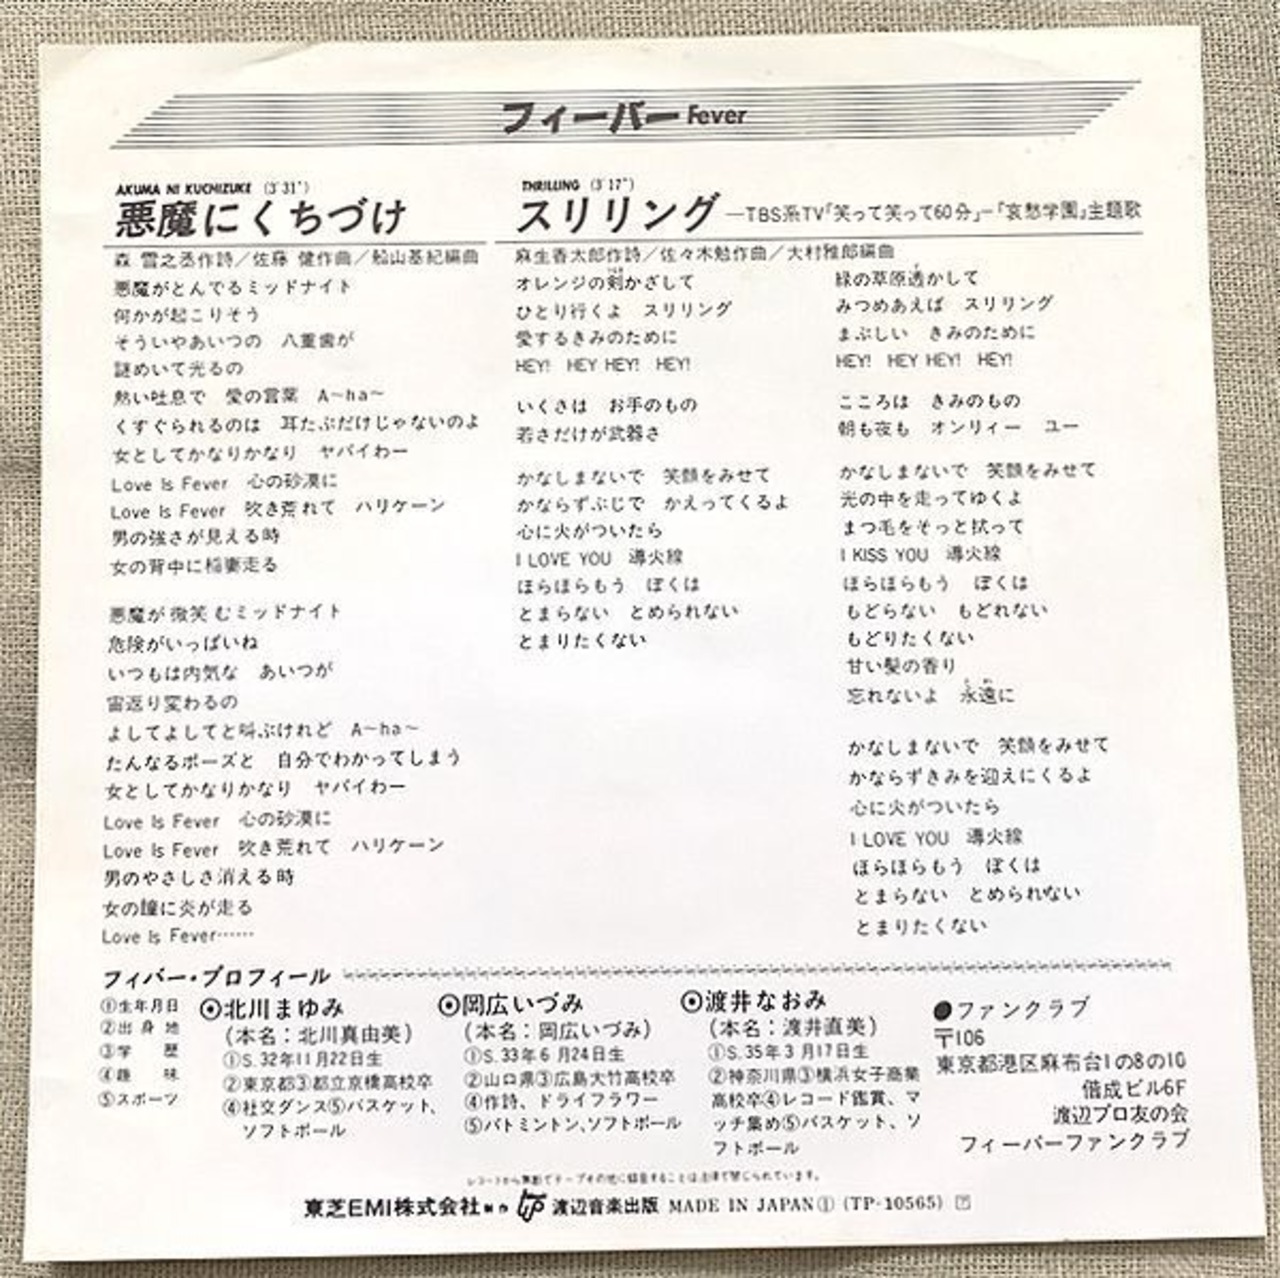 フィーバー Fever
AKUMA NI KUCHIZUKE (3'31")
悪魔にくちづけ
森 雪之丞作詩／佐藤 健作曲／船山基紀編曲
悪魔がとんでるミッドナイト
何かが起こりそう
そういやあいつの 八重歯が
謎めいて光るの
熱い吐息で 愛の言葉 A〜ha〜
くすぐられるのは 耳たぶだけじゃないのよ
女としてかなりかなり ヤバイわー
Love Is Fever 心の砂漠に
Love Is Fever 吹き荒れて ハリケーン
男の強さが見える時
女の背中に稲妻走る
悪魔が微笑むミッドナイト
危険がいっぱいね
いつもは内気な あいつが
宙返り変わるの
よしてよしてと叫ぶけれど A〜ha〜
たんなるポーズと 自分でわかってしまう
女としてかなりかなり ヤバイわー
Love Is Fever 心の砂漠に
Love Is Fever 吹き荒れて ハリケーン
男のやさしさ消える時
女の瞳に炎が走る
Love Is Fever……
THRILLING (3'17")
スリリング —TBS系TV「笑って笑って60分」—「哀愁学園」主題歌
麻生香太郎作詩／佐々木勉作曲／大村雅郎編曲
オレンジの剣かざして
ひとり行くよ スリリング
愛するきみのために
HEY! HEY HEY! HEY!
いくさは お手のもの
若さだけが武器さ
かなしまないで 笑顔をみせて
かならずぶじで かえってくるよ
心に火がついたら
I LOVE YOU 導火線
ほらほらもう ぼくは
とまらない とめられない
とまりたくない
緑の草原透かして
みつめあえば スリリング
まぶしい きみのために
HEY! HEY HEY! HEY!
こころは きみのもの
朝も夜も オンリィー ユー
かなしまないで 笑顔をみせて
光の中を走ってゆくよ
まつ毛をそっと拭って
I KISS YOU 導火線
ほらほらもう ぼくは
もどらない もどれない
もどりたくない
甘い髪の香り
忘れないよ 永遠に
かなしまないで 笑顔をみせて
かならずきみを迎えにくるよ
心に火がついたら
I LOVE YOU 導火線
ほらほらもう ぼくは
とまらない とめられない
とまりたくない
フィバー・プロフィール
①生年月日
②出身地
③学歴
④趣味
⑤スポーツ
⦿北川まゆみ
(本名：北川真由美)
①S.32年11月22日生
②東京都③都立京橋高校卒
④社交ダンス⑤バスケット、
ソフトボール
⦿岡広いづみ
(本名：岡広いづみ)
①S.33年6月24日生
②山口県③広島大竹高校卒
④作詩、ドライフラワー
⑤バトミントン、ソフトボール
⦿渡井なおみ
(本名：渡井直美)
①S.35年3月17日生
②神奈川県③横浜女子商業
高校卒④レコード鑑賞、マ
ッチ集め⑤バスケット、ソ
フトボール
●ファンクラブ
〒106
東京都港区麻布台1の8の10
偕成ビル6F
渡辺プロ友の会
フィーバーファンクラブ
レコードから無断でテープその他に録音することは法律で禁じられています。
東芝EMI株式会社 製作 渡辺音楽出版 MADE IN JAPAN① (TP-10565) ア